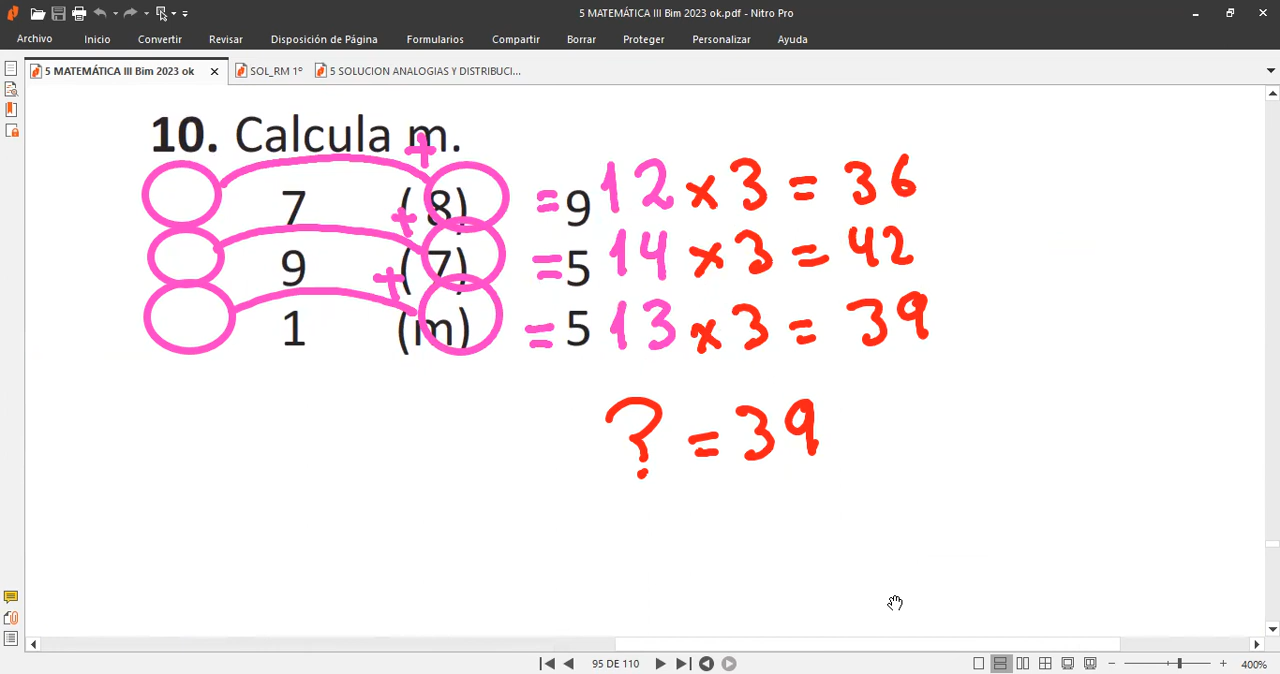 5 MATEMÁTICA III Bim 2023 ok.pdf - Nitro Pro
Archivo Inicio Convertir Revisar Disposición de Página Formularios Compartir Borrar Proteger Personalizar Ayuda
5 MATEMÁTICA III Bim 2023 ok SOL_RM 1º 5 SOLUCION ANALOGIAS Y DISTRIBUCI...
10. Calcula m.
+
7 (8) = 9 12 x 3 = 36
+
9 (7) = 5 14 x 3 = 42
+
1 (m) = 5 13 x 3 = 39
? = 39
95 DE 110 400%